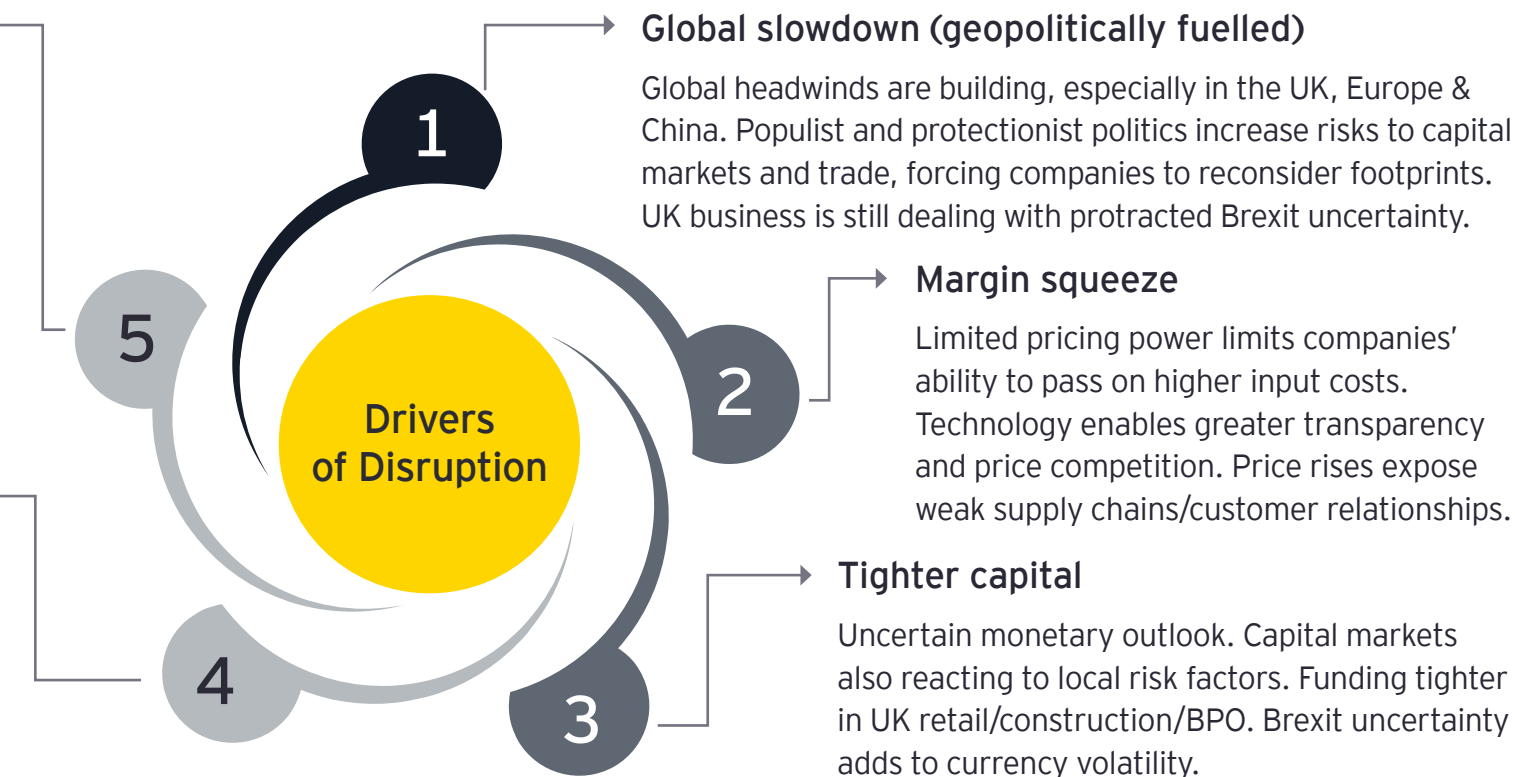 1
Global slowdown (geopolitically fuelled)
Global headwinds are building, especially in the UK, Europe &
China. Populist and protectionist politics increase risks to capital
markets and trade, forcing companies to reconsider footprints.
UK business is still dealing with protracted Brexit uncertainty.
5
2
Margin squeeze
Limited pricing power limits companies’
ability to pass on higher input costs.
Technology enables greater transparency
and price competition. Price rises expose
weak supply chains/customer relationships.
Drivers
of Disruption
4
3
Tighter capital
Uncertain monetary outlook. Capital markets
also reacting to local risk factors. Funding tighter
in UK retail/construction/BPO. Brexit uncertainty
adds to currency volatility.